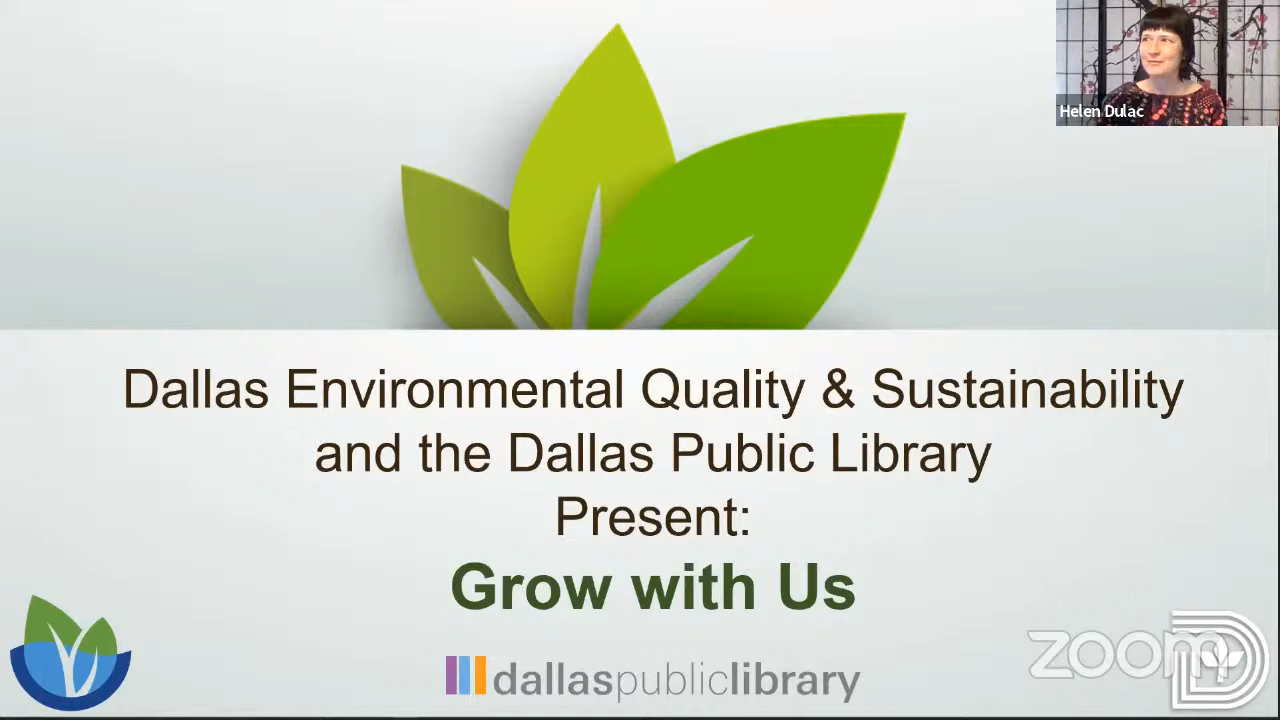 Helen Dulac
Dallas Environmental Quality & Sustainability
and the Dallas Public Library
Present:
Grow with Us
dallaspubliclibrary
zoom
D